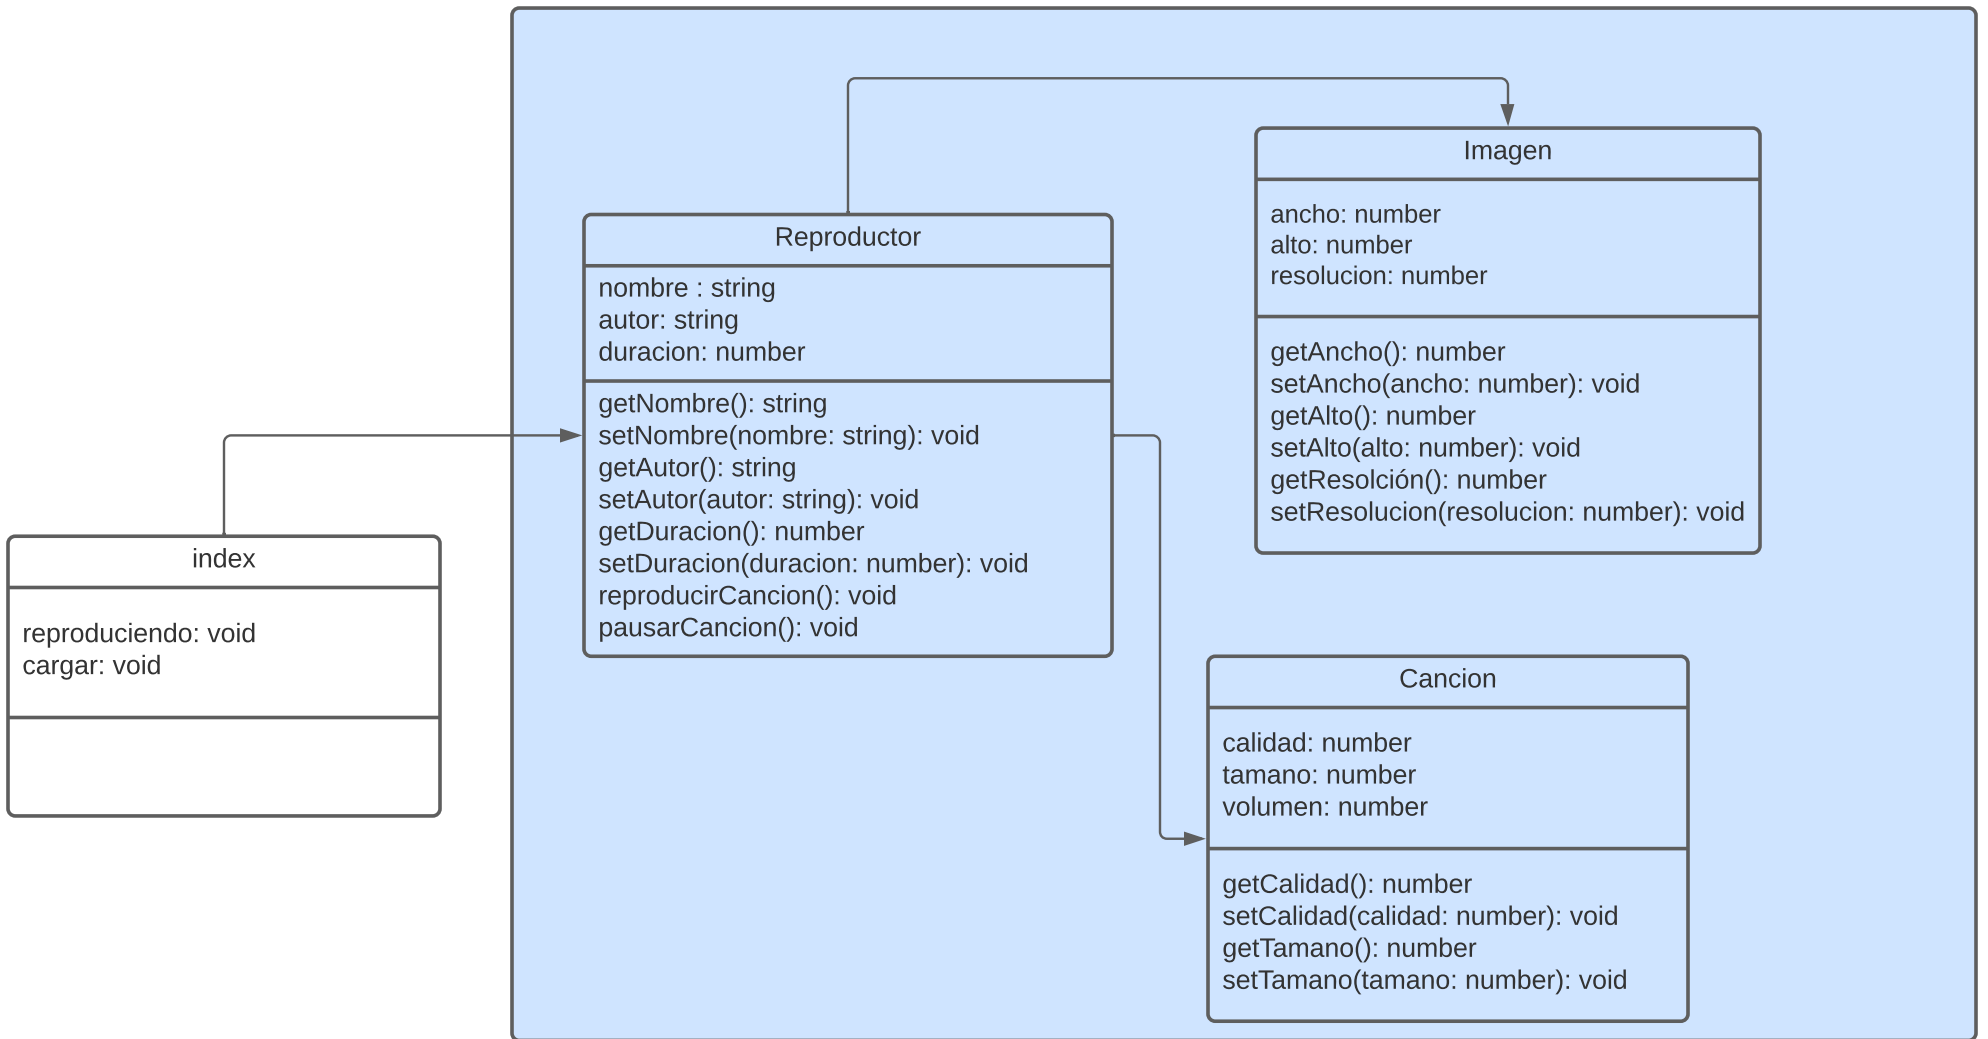 index
reproduciendo: void
cargar: void
Reproductor
nombre : string
autor: string
duracion: number
getNombre(): string
setNombre(nombre: string): void
getAutor(): string
setAutor(autor: string): void
getDuracion(): number
setDuracion(duracion: number): void
reproducirCancion(): void
pausarCancion(): void
Imagen
ancho: number
alto: number
resolucion: number
getAncho(): number
setAncho(ancho: number): void
getAlto(): number
setAlto(alto: number): void
getResolción(): number
setResolucion(resolucion: number): void
Cancion
calidad: number
tamano: number
volumen: number
getCalidad(): number
setCalidad(calidad: number): void
getTamano(): number
setTamano(tamano: number): void